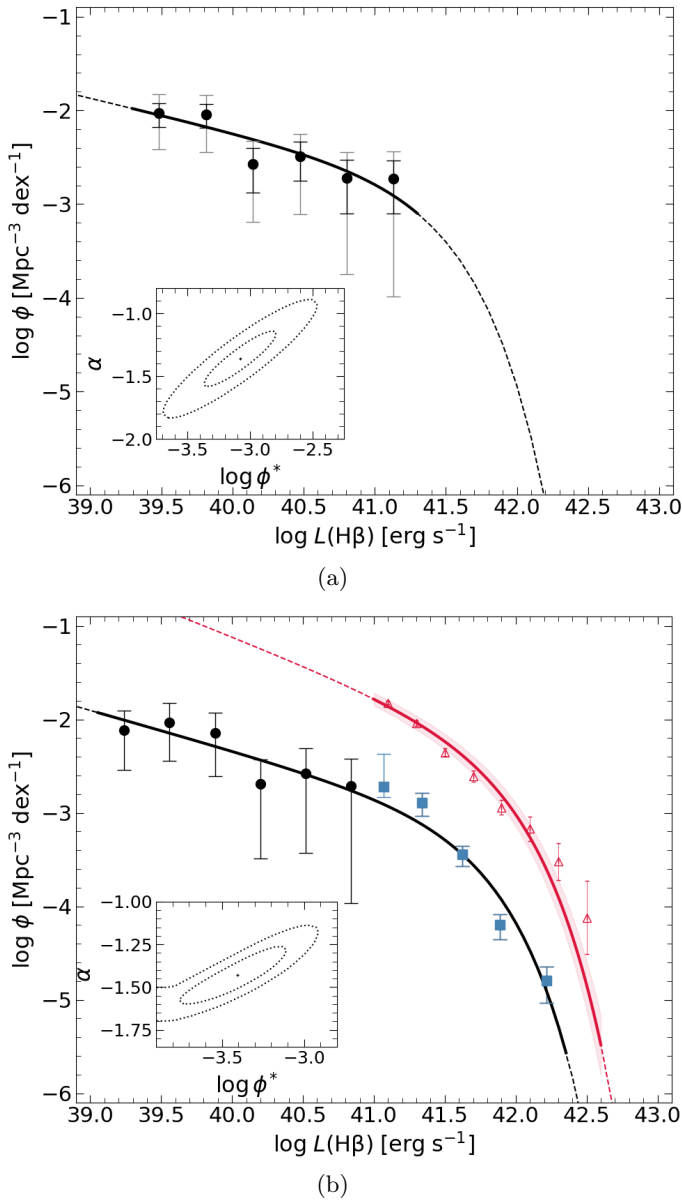 −1
−2
−3
−4
−5
−6
log ϕ [Mpc⁻³ dex⁻¹]
−1.0
−1.5
−2.0
α
−3.5 −3.0 −2.5
log ϕ*
39.0 39.5 40.0 40.5 41.0 41.5 42.0 42.5 43.0
log L(Hβ) [erg s⁻¹]
(a)
−1
−2
−3
−4
−5
−6
log ϕ [Mpc⁻³ dex⁻¹]
−1.00
−1.25
−1.50
−1.75
α
−3.5 −3.0
log ϕ*
39.0 39.5 40.0 40.5 41.0 41.5 42.0 42.5 43.0
log L(Hβ) [erg s⁻¹]
(b)